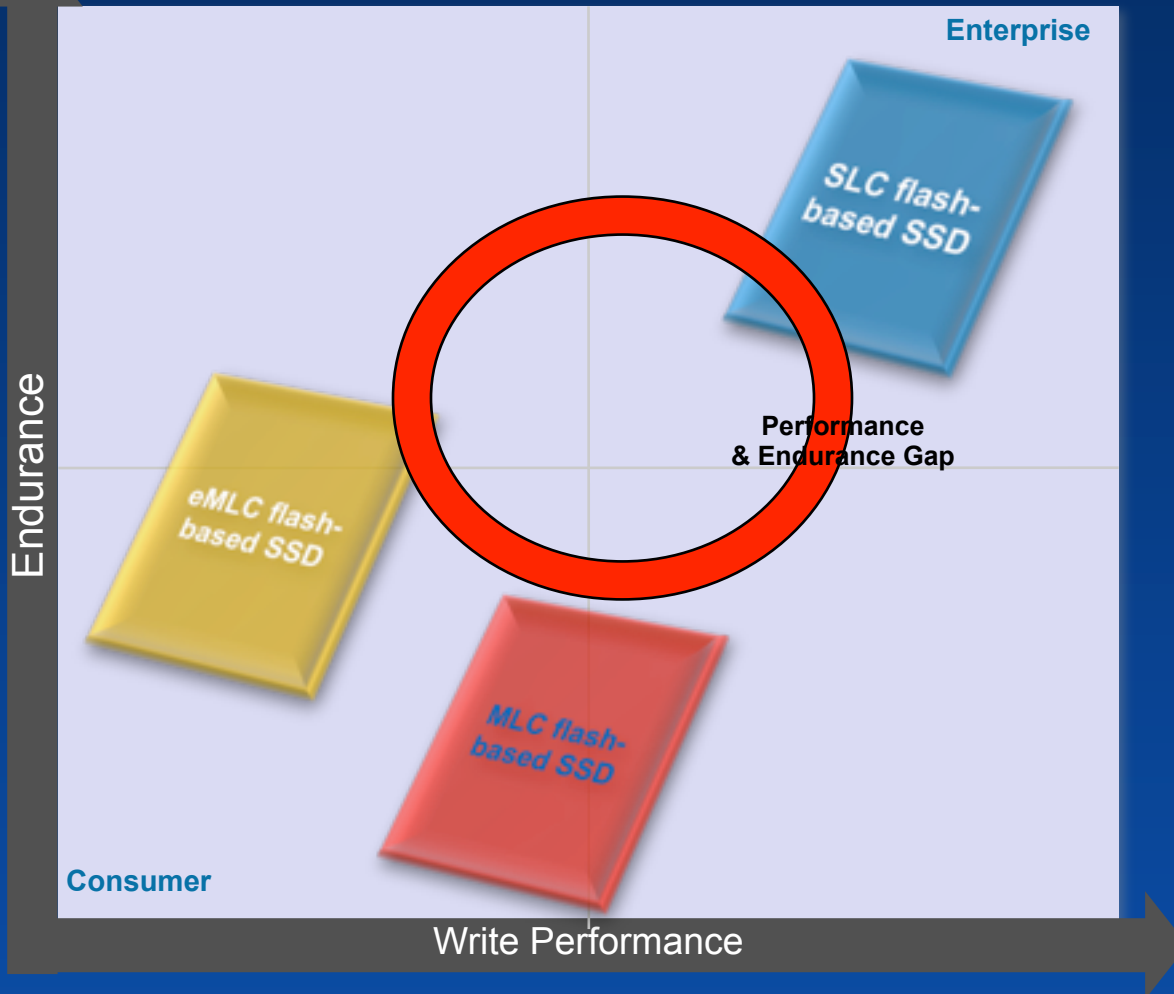 Enterprise
SLC flash-
based SSD
Performance
& Endurance Gap
Endurance
eMLC flash-
based SSD
MLC flash-
based SSD
Consumer
Write Performance